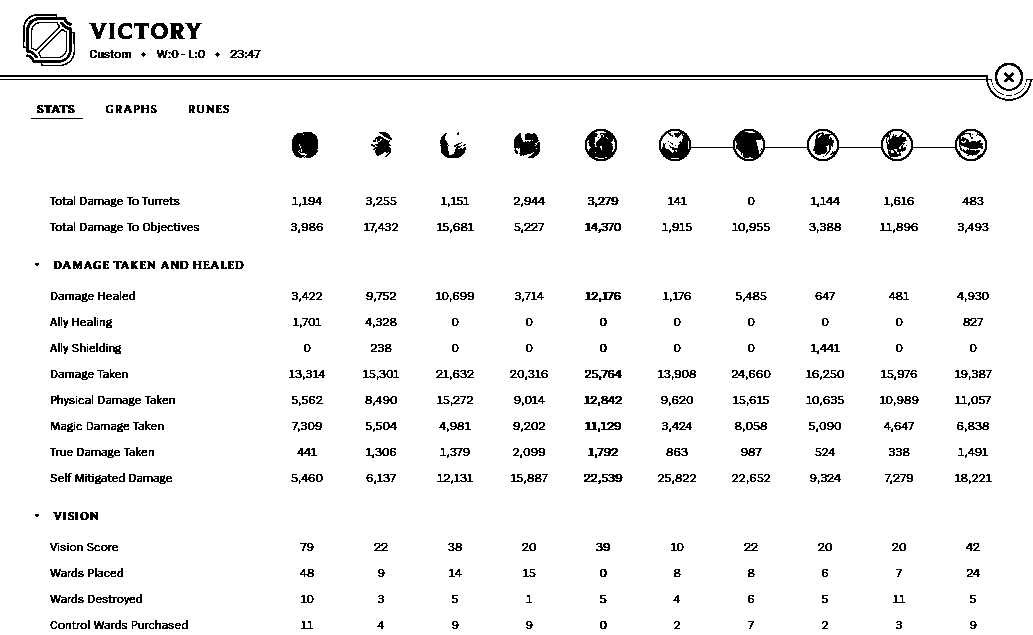 VICTORY
Custom • W:0 - L:0 • 23:47
STATS GRAPHS RUNES
Total Damage To Turrets 1,194 3,255 1,151 2,944 3,279 141 0 1,144 1,616 483
Total Damage To Objectives 3,986 17,432 15,681 5,227 14,370 1,915 10,955 3,388 11,896 3,493
DAMAGE TAKEN AND HEALED
Damage Healed 3,422 9,752 10,699 3,714 12,176 1,176 5,485 647 481 4,930
Ally Healing 1,701 4,328 0 0 0 0 0 0 0 827
Ally Shielding 0 238 0 0 0 0 0 1,441 0 0
Damage Taken 13,314 15,301 21,632 20,316 25,764 13,908 24,660 16,250 15,976 19,387
Physical Damage Taken 5,562 8,490 15,272 9,014 12,842 9,620 15,615 10,635 10,989 11,057
Magic Damage Taken 7,309 5,504 4,981 9,202 11,129 3,424 8,058 5,090 4,647 6,838
True Damage Taken 441 1,306 1,379 2,099 1,792 863 987 524 338 1,491
Self Mitigated Damage 5,460 6,137 12,131 15,887 22,539 25,822 22,652 9,324 7,279 18,221
VISION
Vision Score 79 22 38 20 39 10 22 20 20 42
Wards Placed 48 9 14 15 0 8 8 6 7 24
Wards Destroyed 10 3 5 1 5 4 6 5 11 5
Control Wards Purchased 11 4 9 9 0 2 7 2 3 9